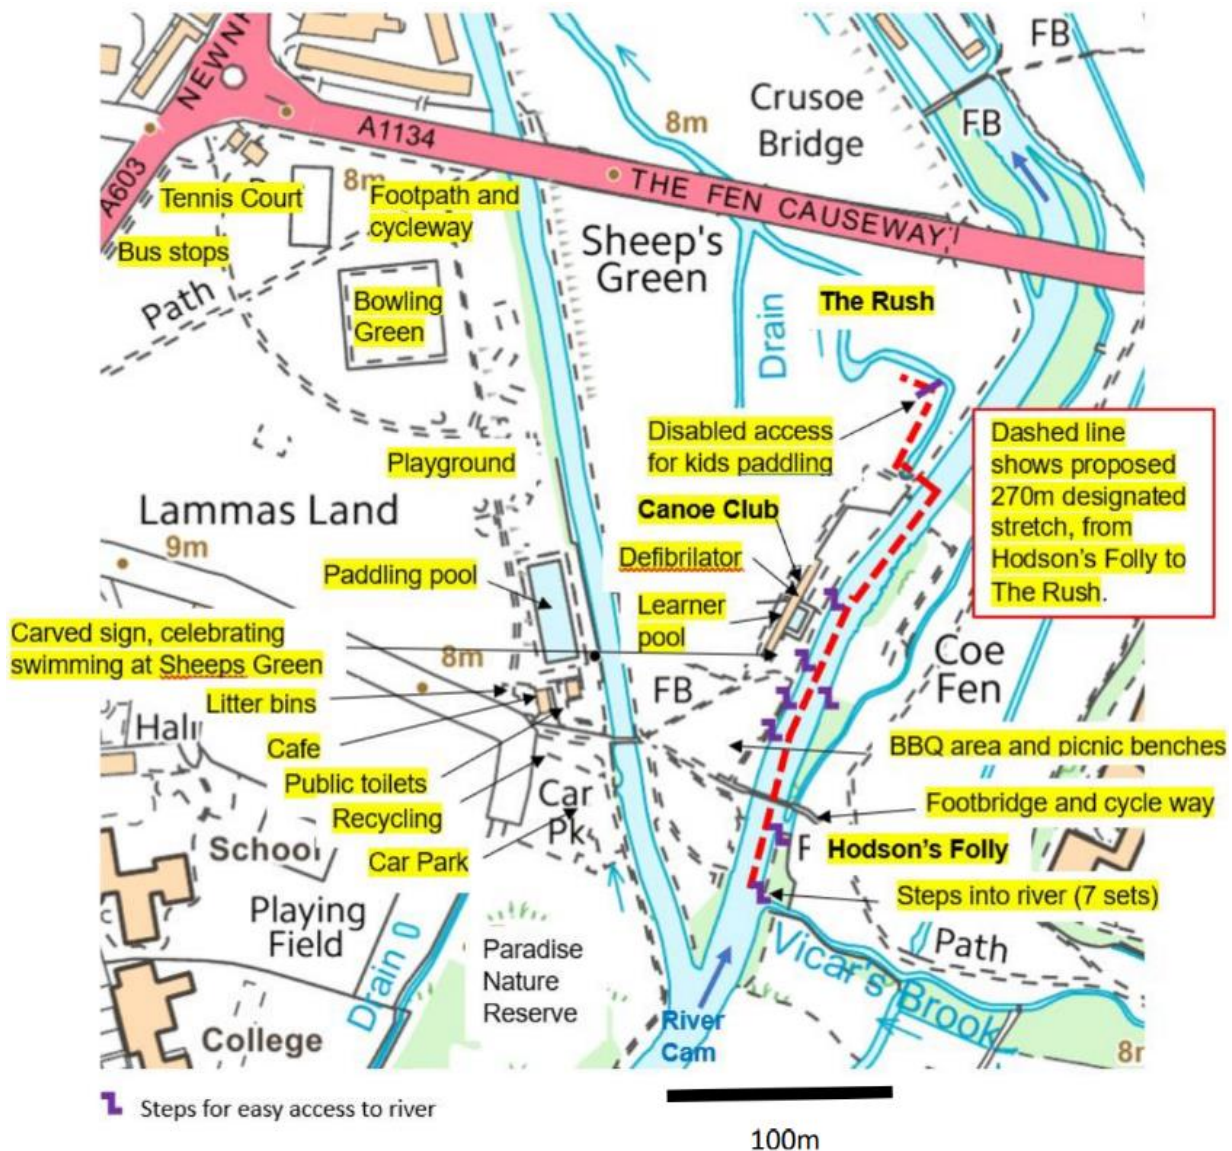 NEWN
FB
Crusoe
Bridge
FB
8m
A1134
A603
THE FEN CAUSEWAY
Tennis Court
8m
Footpath and
cycleway
Bus stops
Path
Sheep's
Green
Bowling
Green
Drain
The Rush
Disabled access
for kids paddling
Dashed line
shows proposed
270m designated
stretch, from
Hodson's Folly to
The Rush.
Playground
Lammas Land
9m
Canoe Club
Defibrilator
Learner
pool
Paddling pool
Carved sign, celebrating
swimming at Sheeps Green
8m
Coe
Fen
FB
Litter bins
Hall
Cafe
BBQ area and picnic benches
Public toilets
Car
Pk
Recycling
Footbridge and cycle way
School
Car Park
F
Hodson's Folly
Steps into river (7 sets)
Playing
Field
Drain
Paradise
Nature
Reserve
Path
Vicar's Brook
College
River
Cam
8m
Steps for easy access to river
100m